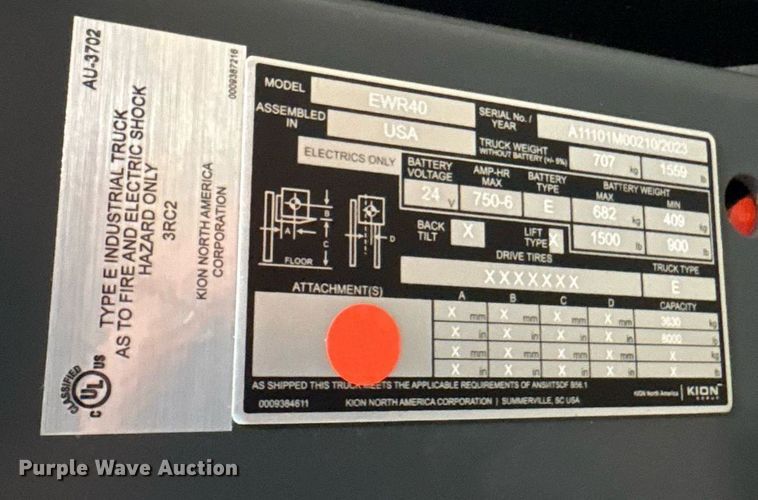 AU-3702
0009387216
TYPE E INDUSTRIAL TRUCK
AS TO FIRE AND ELECTRIC SHOCK
HAZARD ONLY
3RC2
KION NORTH AMERICA
CORPORATION
CLASSIFIED
C UL US
MODEL EWR40 SERIAL No. / YEAR A11101M00210/2023
ASSEMBLED IN USA TRUCK WEIGHT WITHOUT BATTERY (+/- 5%) 707 kg 1559 lb
ELECTRICS ONLY BATTERY VOLTAGE AMP-HR MAX BATTERY TYPE BATTERY WEIGHT MAX MIN
24 V 750-6 E 682 kg 409 kg
BACK TILT X LIFT TYPE X 1500 lb 900 lb
A B C D
FLOOR
DRIVE TIRES TRUCK TYPE
XXXXXXX E
ATTACHMENT(S) A B C D CAPACITY
X mm X mm X mm X mm 3630 kg
X in X in X in X in 8000 lb
X mm X mm X mm X mm X kg
X in X in X in X in X lb
AS SHIPPED THIS TRUCK MEETS THE APPLICABLE REQUIREMENTS OF ANSI/ITSDF B56.1
0009384611 KION NORTH AMERICA CORPORATION | SUMMERVILLE, SC USA
KION North America | KION GROUP
Purple Wave Auction